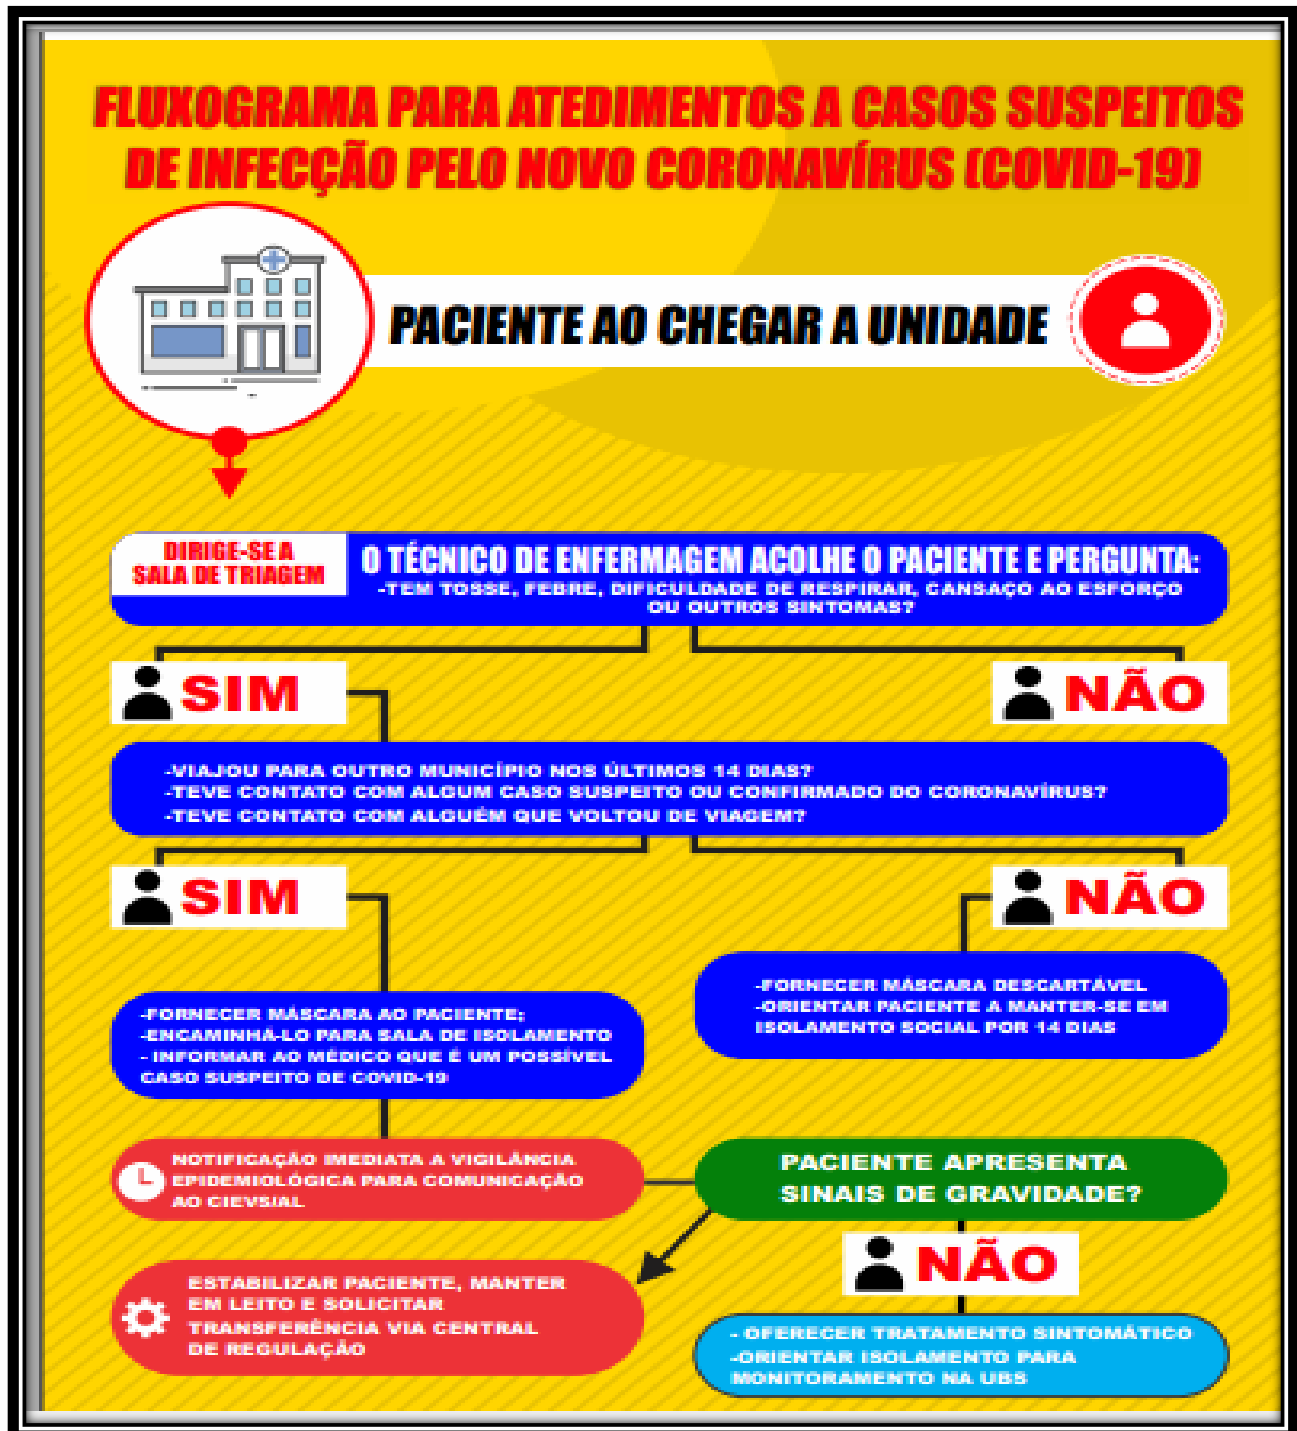 FLUXOGRAMA PARA ATEDIMENTOS A CASOS SUSPEITOS
DE INFECÇÃO PELO NOVO CORONAVÍRUS (COVID-19)
PACIENTE AO CHEGAR A UNIDADE
DIRIGE-SE A
SALA DE TRIAGEM
O TÉCNICO DE ENFERMAGEM ACOLHE O PACIENTE E PERGUNTA:
-TEM TOSSE, FEBRE, DIFICULDADE DE RESPIRAR, CANSAÇO AO ESFORÇO
OU OUTROS SINTOMAS?
SIM
NÃO
-VIAJOU PARA OUTRO MUNICÍPIO NOS ÚLTIMOS 14 DIAS?
-TEVE CONTATO COM ALGUM CASO SUSPEITO OU CONFIRMADO DO CORONAVÍRUS?
-TEVE CONTATO COM ALGUÉM QUE VOLTOU DE VIAGEM?
SIM
NÃO
-FORNECER MÁSCARA AO PACIENTE;
-ENCAMINHÁ-LO PARA SALA DE ISOLAMENTO
- INFORMAR AO MÉDICO QUE É UM POSSÍVEL
CASO SUSPEITO DE COVID-19
-FORNECER MÁSCARA DESCARTÁVEL
-ORIENTAR PACIENTE A MANTER-SE EM
ISOLAMENTO SOCIAL POR 14 DIAS
NOTIFICAÇÃO IMEDIATA A VIGILÂNCIA
EPIDEMIOLÓGICA PARA COMUNICAÇÃO
AO CIEVS/AL
PACIENTE APRESENTA
SINAIS DE GRAVIDADE?
NÃO
ESTABILIZAR PACIENTE, MANTER
EM LEITO E SOLICITAR
TRANSFERÊNCIA VIA CENTRAL
DE REGULAÇÃO
- OFERECER TRATAMENTO SINTOMÁTICO
-ORIENTAR ISOLAMENTO PARA
MONITORAMENTO NA UBS